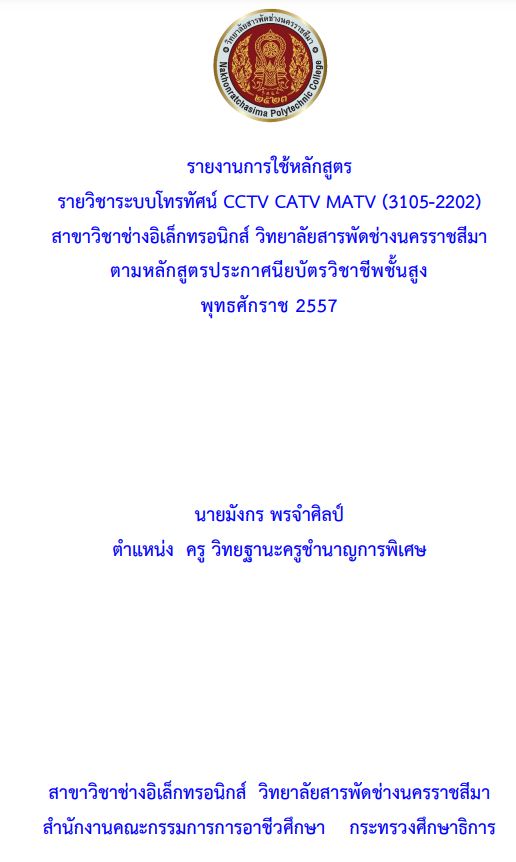 วิทยาลัยสารพัดช่างนครราชสีมา
๒๕๒๓
Nakhonratchasima Polytechnic College
รายงานการใช้หลักสูตร
รายวิชาระบบโทรทัศน์ CCTV CATV MATV (3105-2202)
สาขาวิชาช่างอิเล็กทรอนิกส์ วิทยาลัยสารพัดช่างนครราชสีมา
ตามหลักสูตรประกาศนียบัตรวิชาชีพชั้นสูง
พุทธศักราช 2557
นายมังกร พรจำศิลป์
ตำแหน่ง ครู วิทยฐานะครูชำนาญการพิเศษ
สาขาวิชาช่างอิเล็กทรอนิกส์ วิทยาลัยสารพัดช่างนครราชสีมา
สำนักงานคณะกรรมการการอาชีวศึกษา กระทรวงศึกษาธิการ